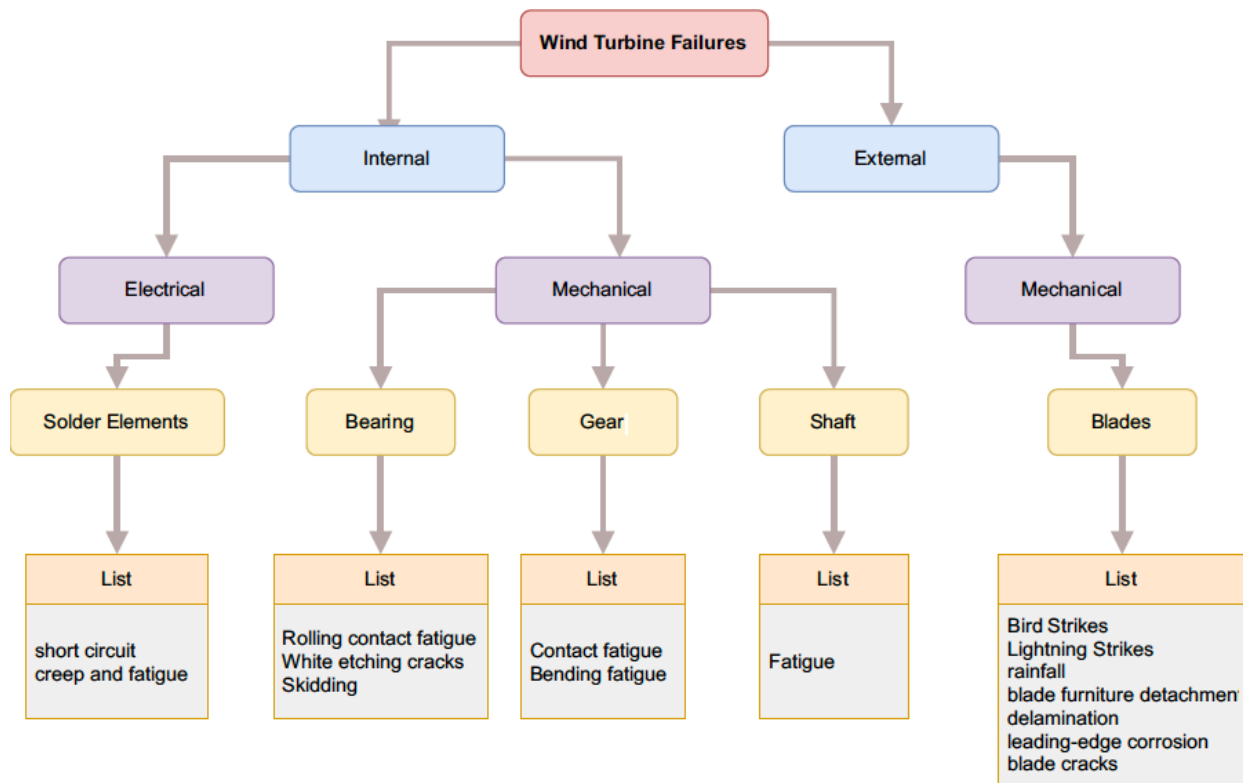 Wind Turbine Failures
Internal
External
Electrical
Mechanical
Mechanical
Solder Elements
Bearing
Gear
Shaft
Blades
List
List
List
List
List
short circuit
creep and fatigue
Rolling contact fatigue
White etching cracks
Skidding
Contact fatigue
Bending fatigue
Fatigue
Bird Strikes
Lightning Strikes
rainfall
blade furniture detachment
delamination
leading-edge corrosion
blade cracks